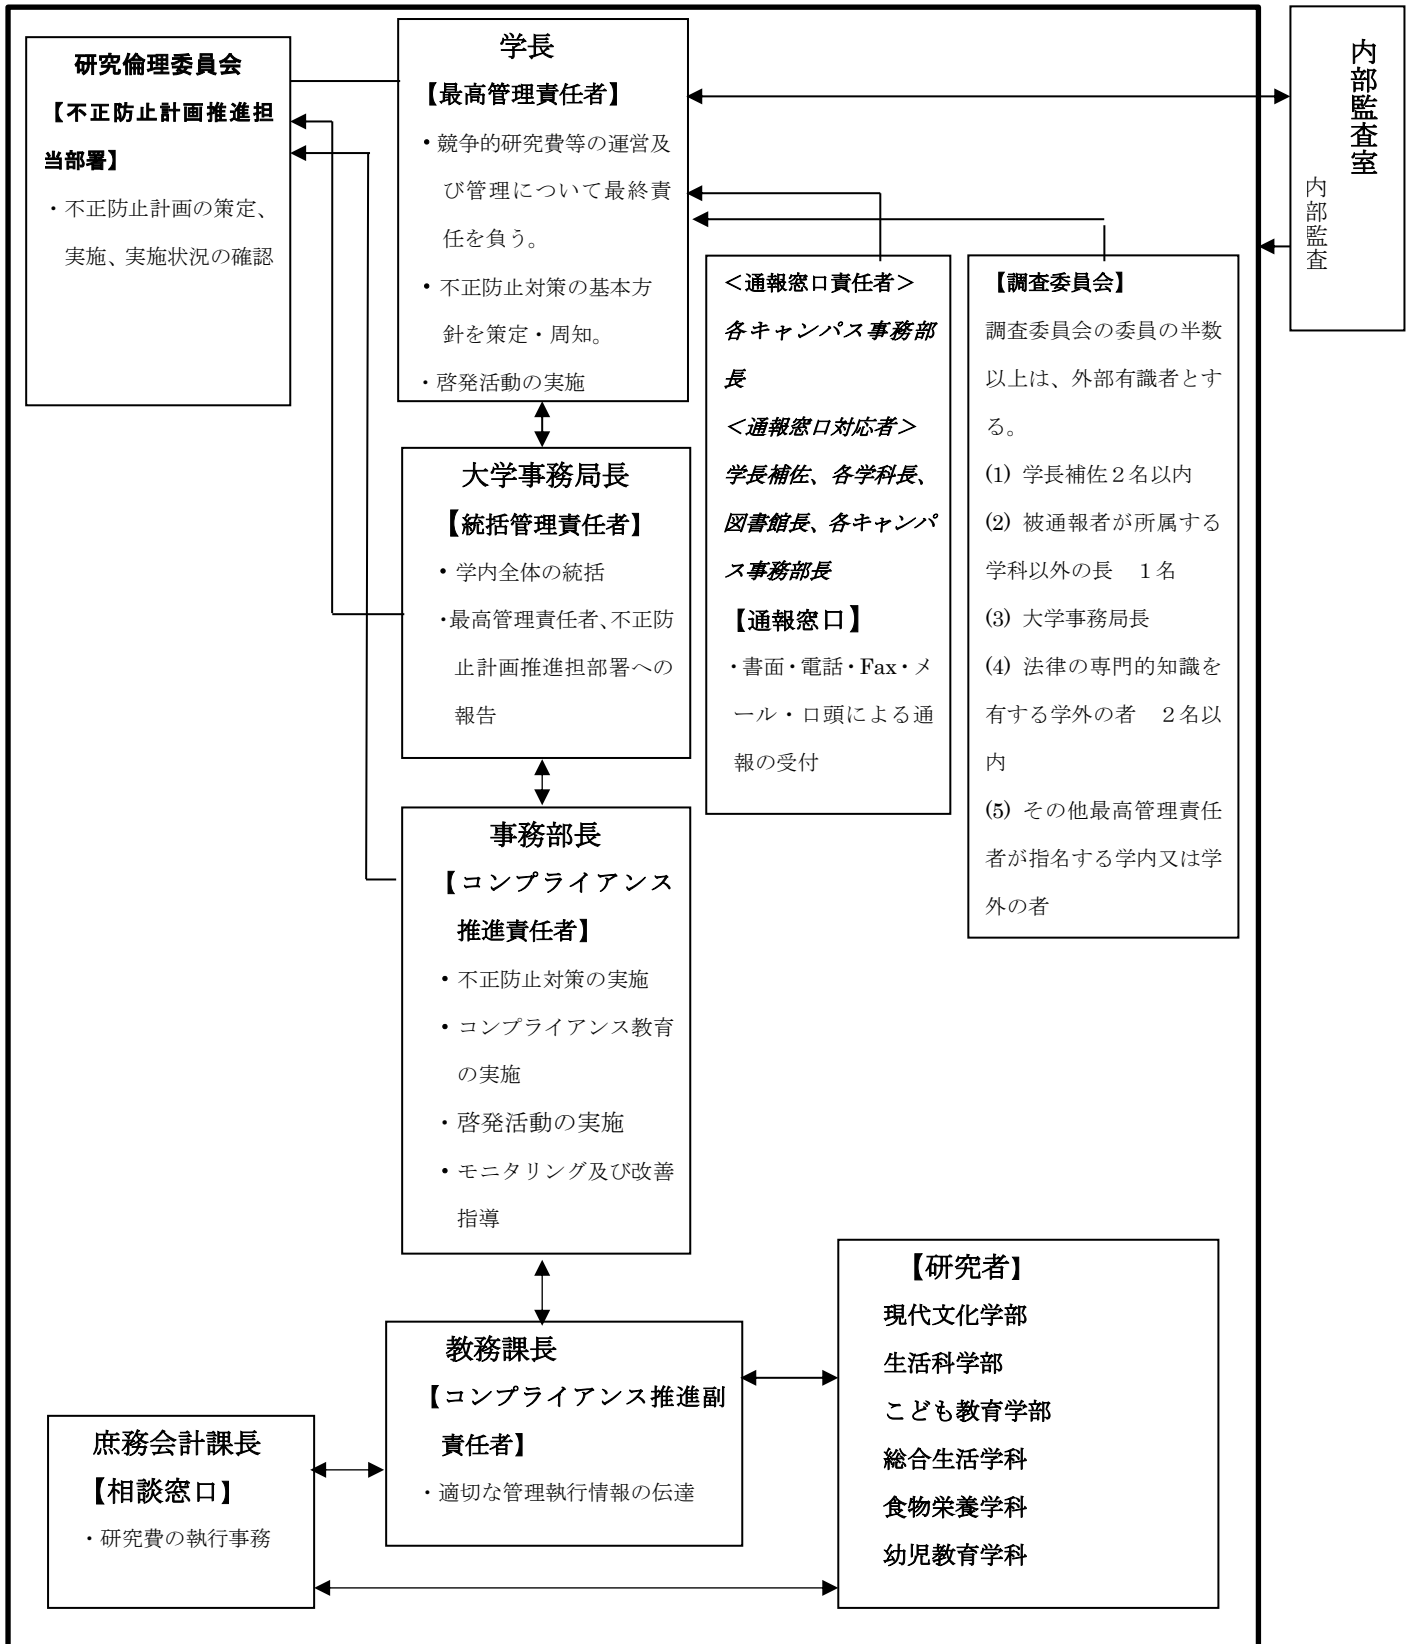 研究倫理委員会
【不正防止計画推進担
当部署】
・不正防止計画の策定、
実施、実施状況の確認
学長
【最高管理責任者】
・競争的研究費等の運営及
び管理について最終責
任を負う。
・不正防止対策の基本方
針を策定・周知。
・啓発活動の実施
内部監査室
内部監査
大学事務局長
【統括管理責任者】
・学内全体の統括
・最高管理責任者、不正防
止計画推進担部署への
報告
＜通報窓口責任者＞
各キャンパス事務部
長
＜通報窓口対応者＞
学長補佐、各学科長、
図書館長、各キャンパ
ス事務部長
【通報窓口】
・書面・電話・Fax・メ
ール・口頭による通
報の受付
【調査委員会】
調査委員会の委員の半数
以上は、外部有識者とす
る。
(1) 学長補佐２名以内
(2) 被通報者が所属する
学科以外の長　１名
(3) 大学事務局長
(4) 法律の専門的知識を
有する学外の者　２名以
内
(5) その他最高管理責任
者が指名する学内又は学
外の者
事務部長
【コンプライアンス
推進責任者】
・不正防止対策の実施
・コンプライアンス教育
の実施
・啓発活動の実施
・モニタリング及び改善
指導
教務課長
【コンプライアンス推進副
責任者】
・適切な管理執行情報の伝達
庶務会計課長
【相談窓口】
・研究費の執行事務
【研究者】
現代文化学部
生活科学部
こども教育学部
総合生活学科
食物栄養学科
幼児教育学科